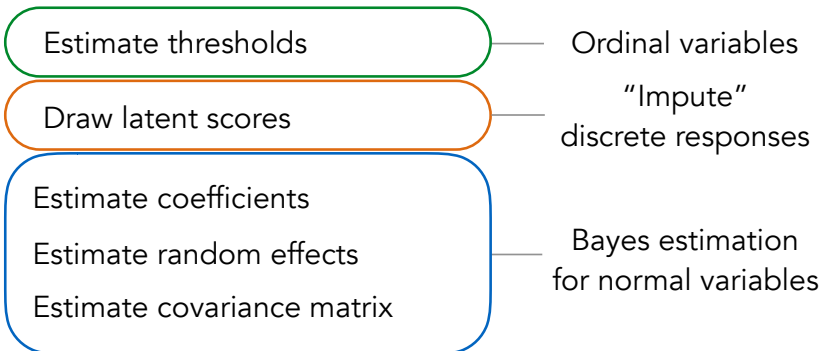 Estimate thresholds
Ordinal variables
Draw latent scores
“Impute”
discrete responses
Estimate coefficients
Estimate random effects
Estimate covariance matrix
Bayes estimation
for normal variables